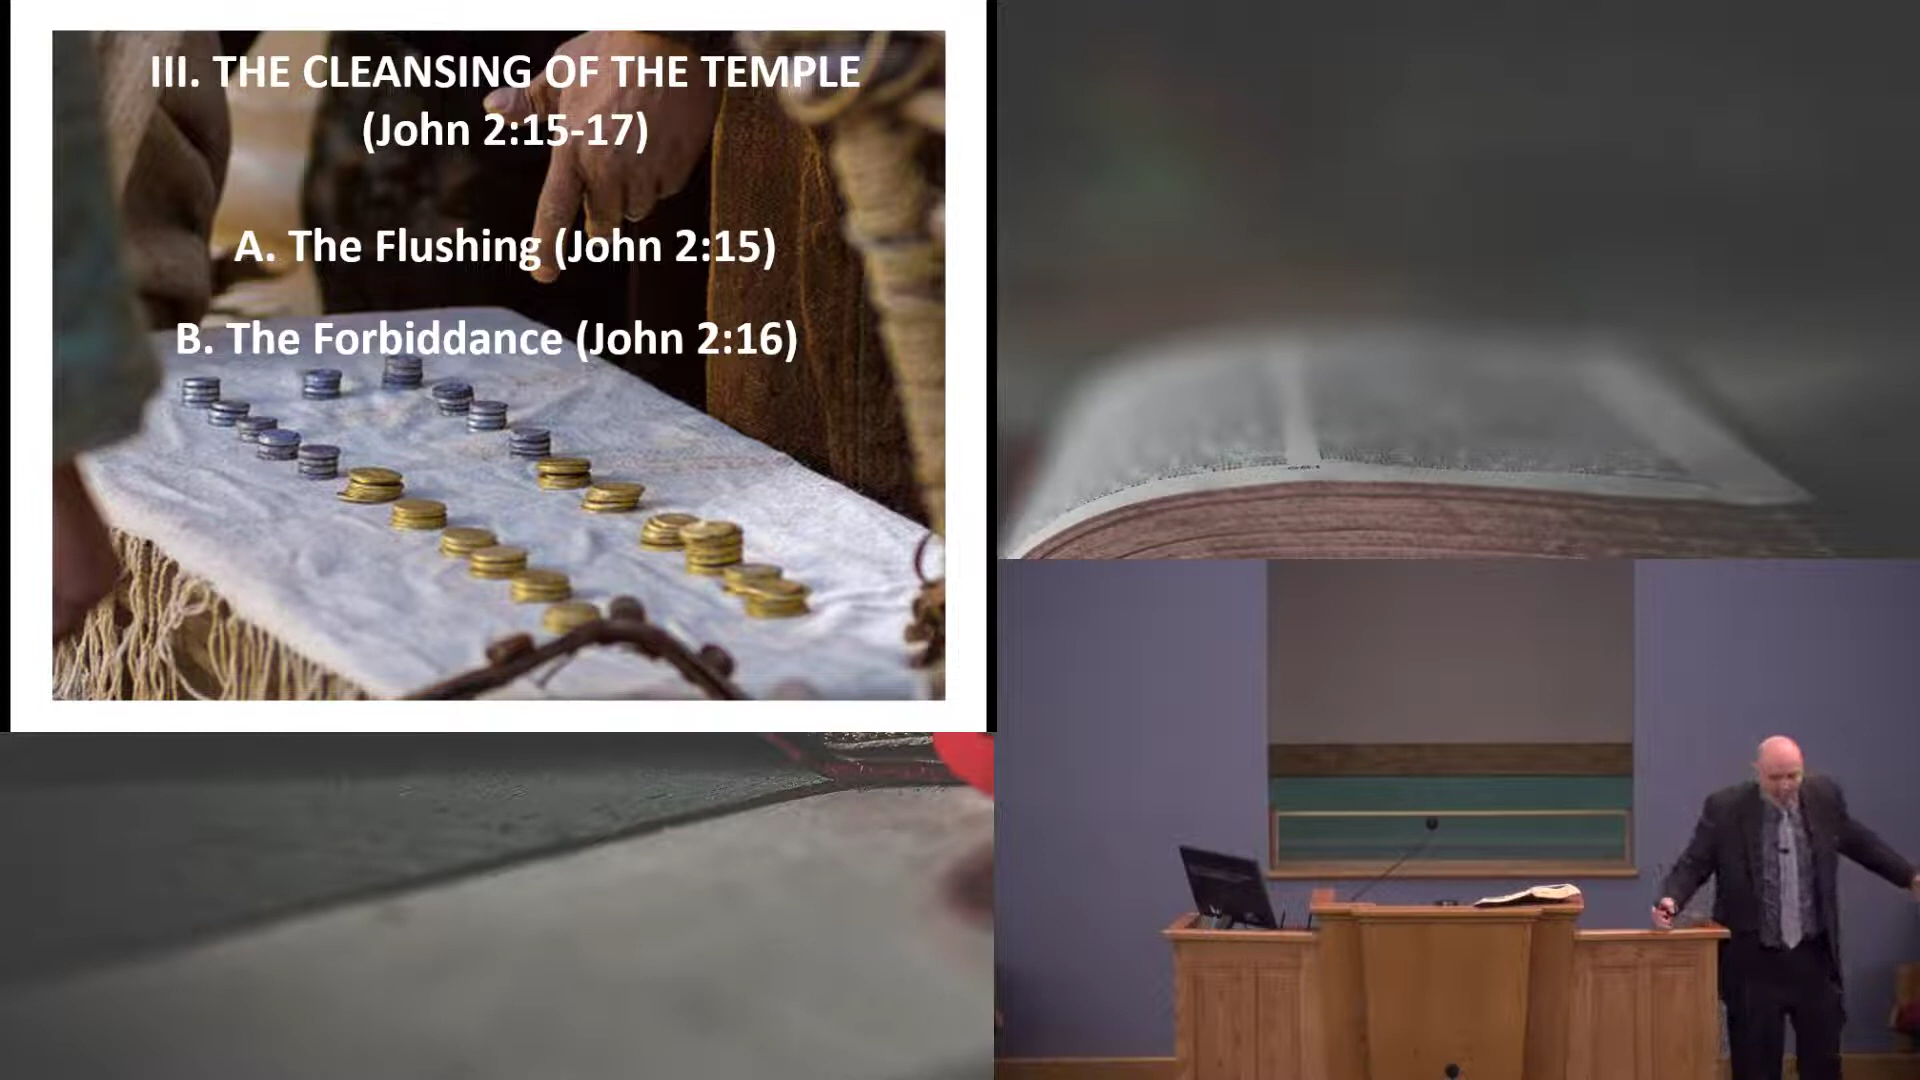 III. THE CLEANSING OF THE TEMPLE
(John 2:15-17)
A. The Flushing (John 2:15)
B. The Forbiddance (John 2:16)